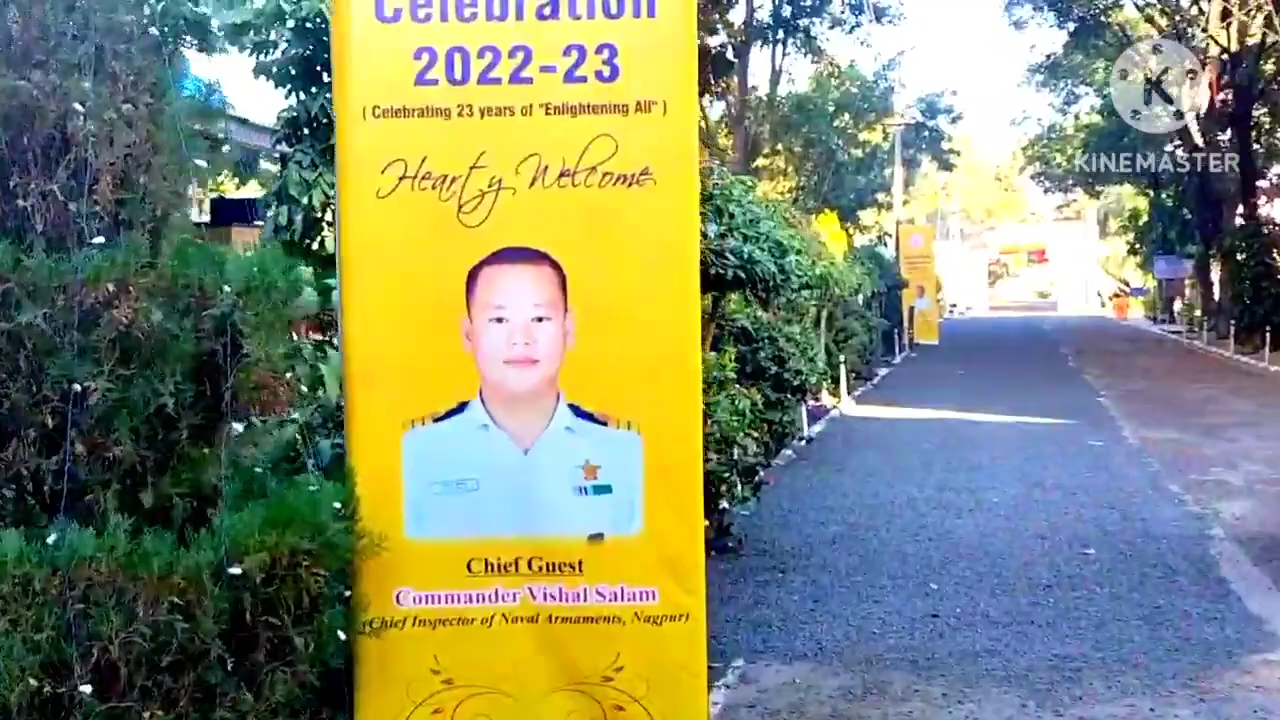 Celebration
2022-23
( Celebrating 23 years of "Enlightening All" )
Hearty Welcome
Chief Guest
Commander Vishal Salam
(Chief Inspector of Naval Armaments, Nagpur)
K
KINEMASTER